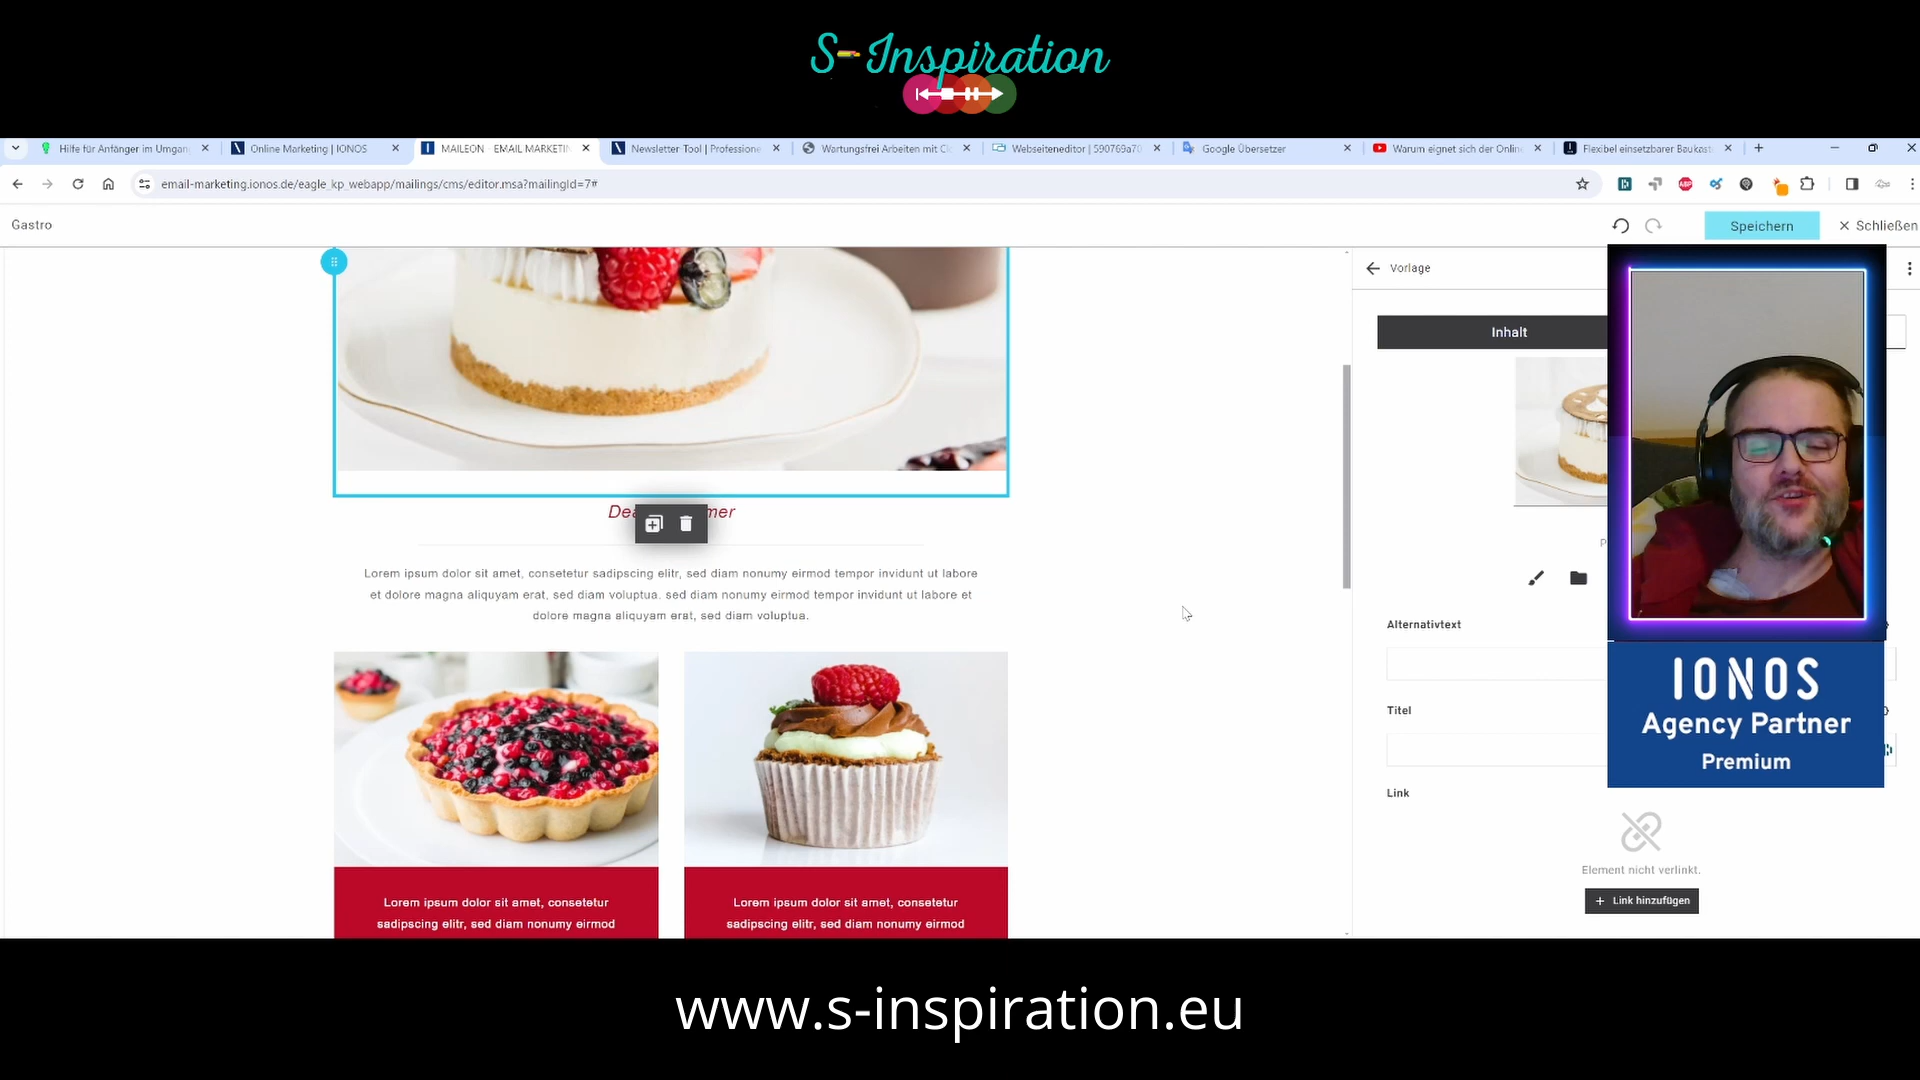 S-Inspiration
Hilfe für Anfänger im Umgan
Online Marketing | IONOS
MAILEON - EMAIL MARKETIN
Newsletter-Tool | Professione
Wartungsfrei Arbeiten mit Cl
Webseiteneditor | 590769a70
Google Übersetzer
Warum eignet sich der Onlin
Flexibel einsetzbarer Baukast
email-marketing.ionos.de/eagle_kp_webapp/mailings/cms/editor.msa?mailingId=7#
ABP
Gastro
Speichern
Schließen
Vorlage
Inhalt
Dea mer
Lorem ipsum dolor sit amet, consetetur sadipscing elitr, sed diam nonumy eirmod tempor invidunt ut labore
et dolore magna aliquyam erat, sed diam voluptua. sed diam nonumy eirmod tempor invidunt ut labore et
dolore magna aliquyam erat, sed diam voluptua.
Alternativtext
Titel
Link
Element nicht verlinkt.
+ Link hinzufügen
IONOS
Agency Partner
Premium
Lorem ipsum dolor sit amet, consetetur
sadipscing elitr, sed diam nonumy eirmod
Lorem ipsum dolor sit amet, consetetur
sadipscing elitr, sed diam nonumy eirmod
www.s-inspiration.eu